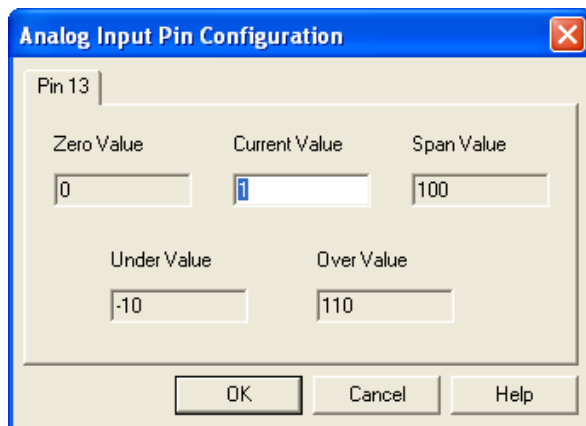 Analog Input Pin Configuration
Pin 13
Zero Value Current Value Span Value
0 1 100
Under Value Over Value
-10 110
OK Cancel Help